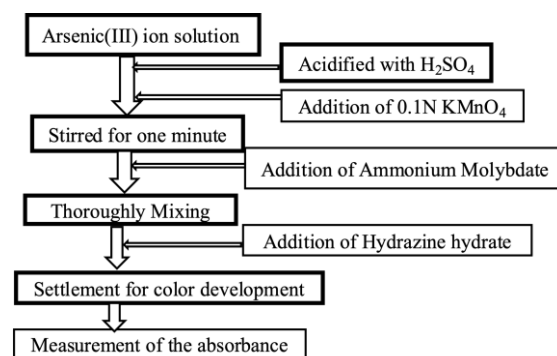 Arsenic(III) ion solution
Acidified with H₂SO₄
Addition of 0.1N KMnO₄
Stirred for one minute
Addition of Ammonium Molybdate
Thoroughly Mixing
Addition of Hydrazine hydrate
Settlement for color development
Measurement of the absorbance